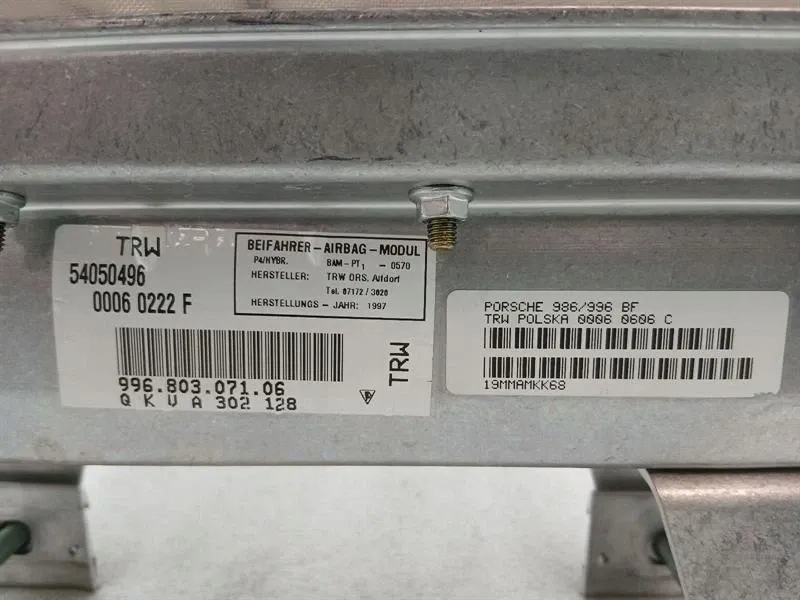 TRW
54050496
0006 0222 F
BEIFAHRER-AIRBAG-MODUL
P4/HYBR. BAM-PT1 -0570
HERSTELLER: TRW ORS. Alfdorf
Tel. 07172/3020
HERSTELLUNGS-JAHR: 1997
996.803.071.06
Q K V A 302 128
TRW
PORSCHE 986/996 BF
TRW POLSKA 0006 0606 C
19MMAMKK68